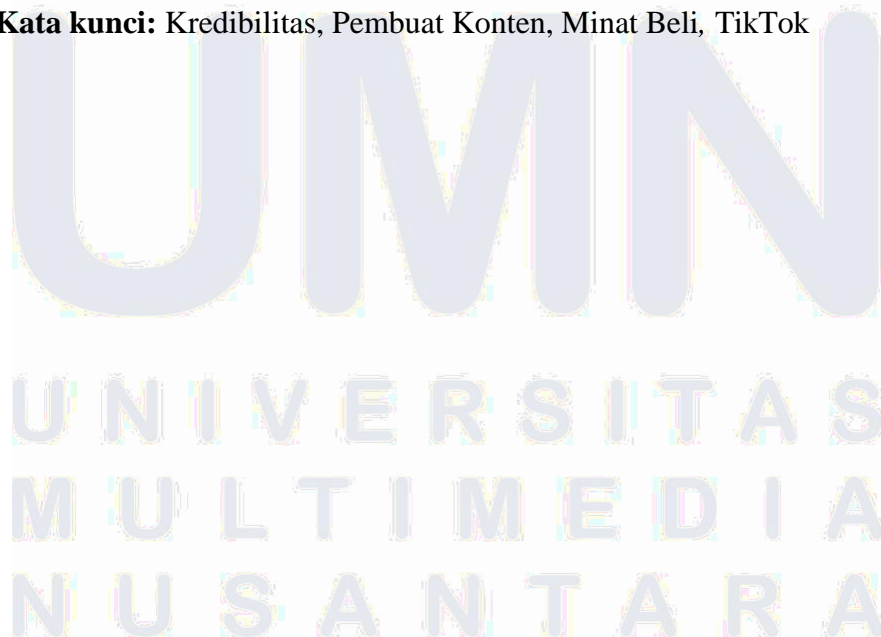 Kata kunci: Kredibilitas, Pembuat Konten, Minat Beli, TikTok
UMN
UNIVERSITAS
MULTIMEDIA
NUSANTARA